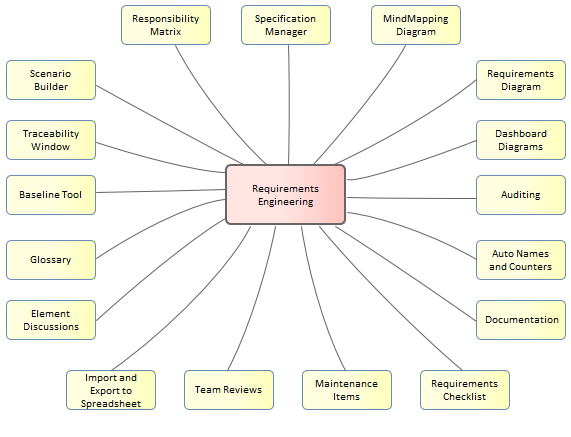 Responsibility
Matrix
Specification
Manager
MindMapping
Diagram
Scenario
Builder
Requirements
Diagram
Traceability
Window
Dashboard
Diagrams
Baseline Tool
Requirements
Engineering
Auditing
Glossary
Auto Names
and Counters
Element
Discussions
Documentation
Import and
Export to
Spreadsheet
Team Reviews
Maintenance
Items
Requirements
Checklist